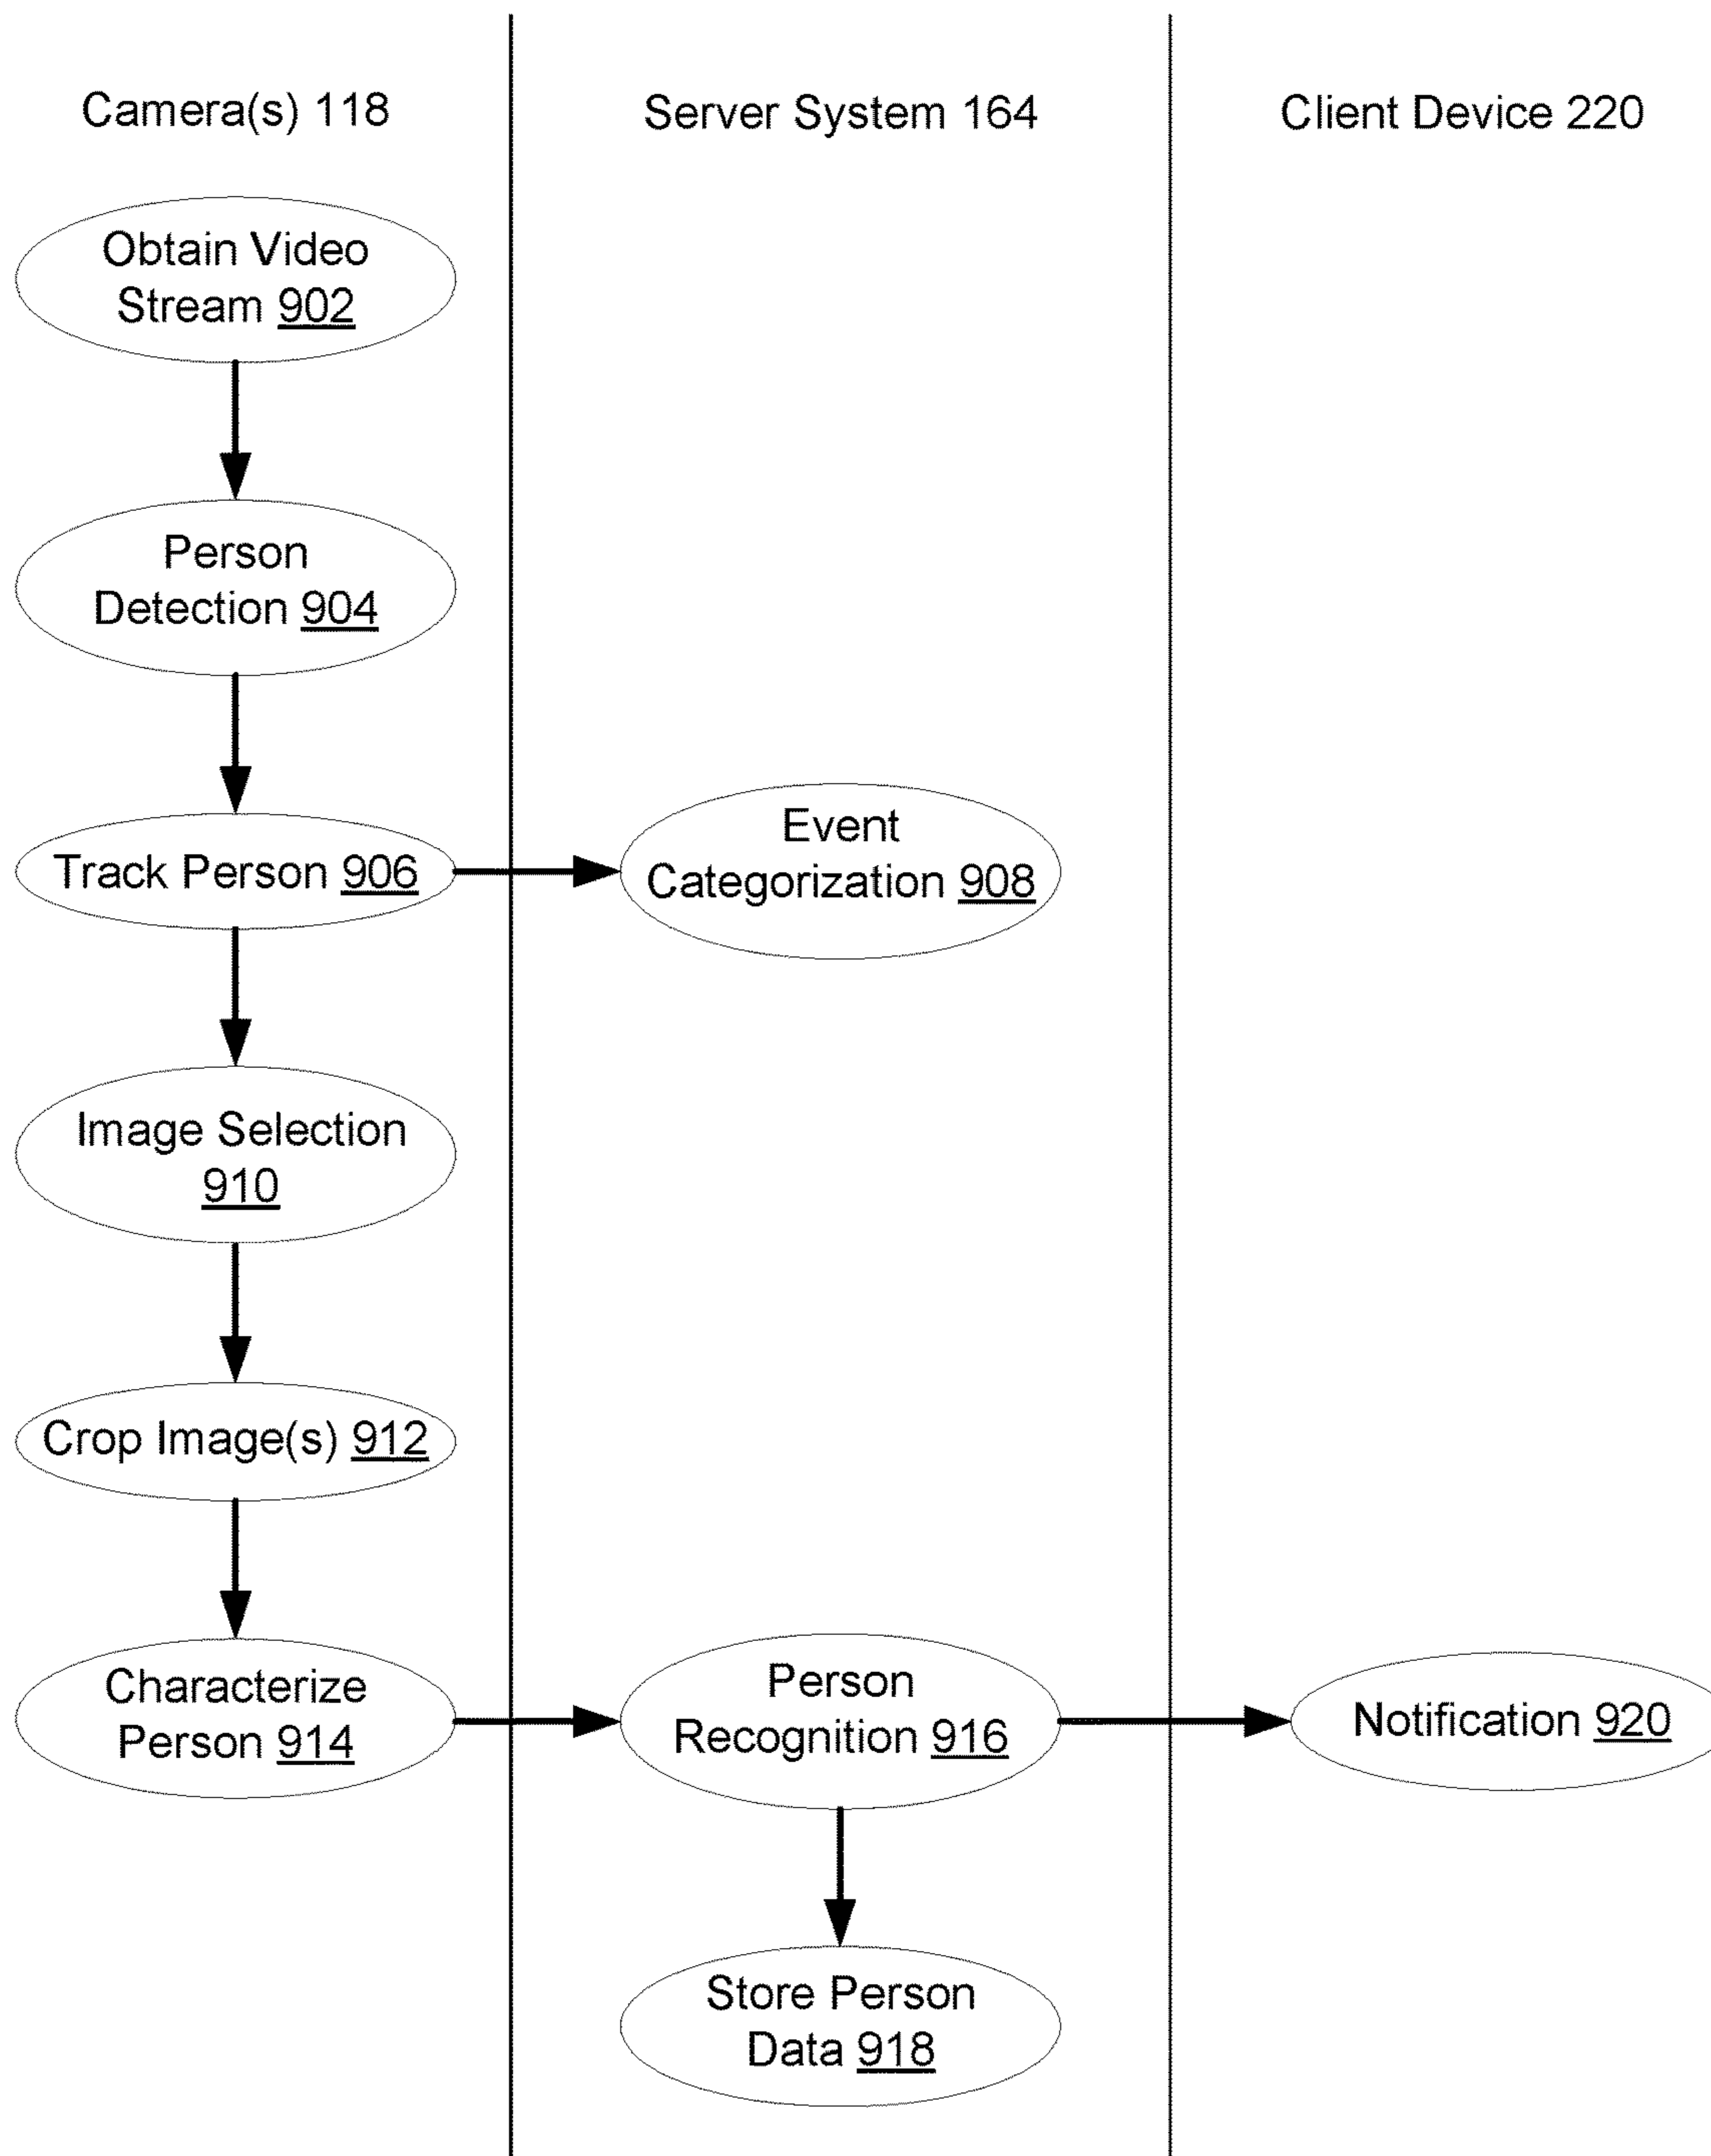 Camera(s) 118
Server System 164
Client Device 220
Obtain Video
Stream 902
Person
Detection 904
Track Person 906
Event
Categorization 908
Image Selection
910
Crop Image(s) 912
Characterize
Person 914
Person
Recognition 916
Notification 920
Store Person
Data 918